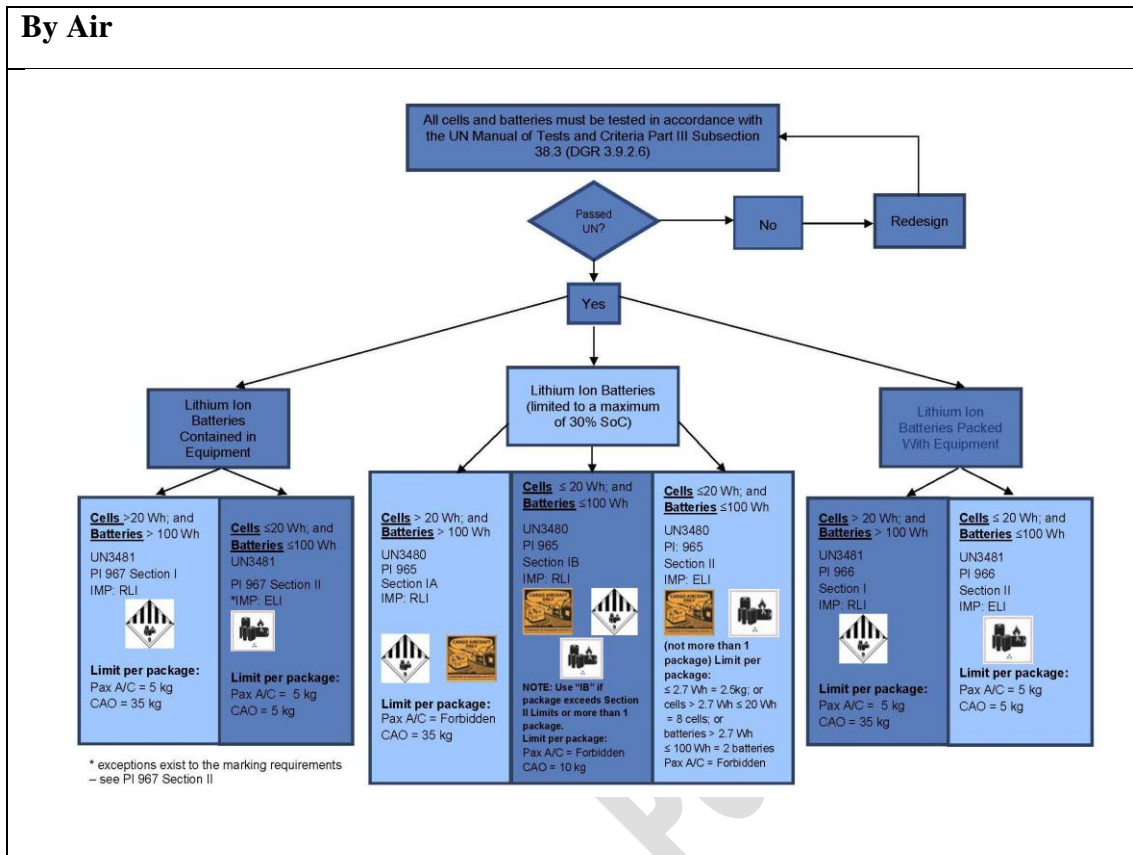 By Air
All cells and batteries must be tested in accordance with
the UN Manual of Tests and Criteria Part III Subsection
38.3 (DGR 3.9.2.6)
Passed
UN?
No
Redesign
Yes
Lithium Ion
Batteries
Contained in
Equipment
Lithium Ion Batteries
(limited to a maximum
of 30% SoC)
Lithium Ion
Batteries Packed
With Equipment
Cells >20 Wh; and
Batteries > 100 Wh
UN3481
PI 967 Section I
IMP: RLI
9
Limit per package:
Pax A/C = 5 kg
CAO = 35 kg
Cells ≤20 Wh; and
Batteries ≤100 Wh
UN3481
PI 967 Section II
*IMP: ELI
Limit per package:
Pax A/C = 5 kg
CAO = 5 kg
* exceptions exist to the marking requirements
– see PI 967 Section II
Cells > 20 Wh; and
Batteries > 100 Wh
UN3480
PI 965
Section IA
IMP: RLI
9
CARGO AIRCRAFT
ONLY
Limit per package:
Pax A/C = Forbidden
CAO = 35 kg
Cells ≤ 20 Wh; and
Batteries ≤100 Wh
UN3480
PI 965
Section IB
IMP: RLI
CARGO AIRCRAFT
ONLY
9
NOTE: Use "IB" if
package exceeds Section
II Limits or more than 1
package.
Limit per package:
Pax A/C = Forbidden
CAO = 10 kg
Cells ≤20 Wh; and
Batteries ≤100 Wh
UN3480
PI: 965
Section II
IMP: ELI
CARGO AIRCRAFT
ONLY
(not more than 1
package) Limit per
package:
≤ 2.7 Wh = 2.5kg; or
cells > 2.7 Wh ≤ 20 Wh
= 8 cells; or
batteries > 2.7 Wh
≤ 100 Wh = 2 batteries
Pax A/C = Forbidden
Cells > 20 Wh; and
Batteries > 100 Wh
UN3481
PI 966
Section I
IMP: RLI
9
Limit per package:
Pax A/C = 5 kg
CAO = 35 kg
Cells ≤ 20 Wh; and
Batteries ≤100 Wh
UN3481
PI 966
Section II
IMP: ELI
Limit per package:
Pax A/C = 5 kg
CAO = 5 kg